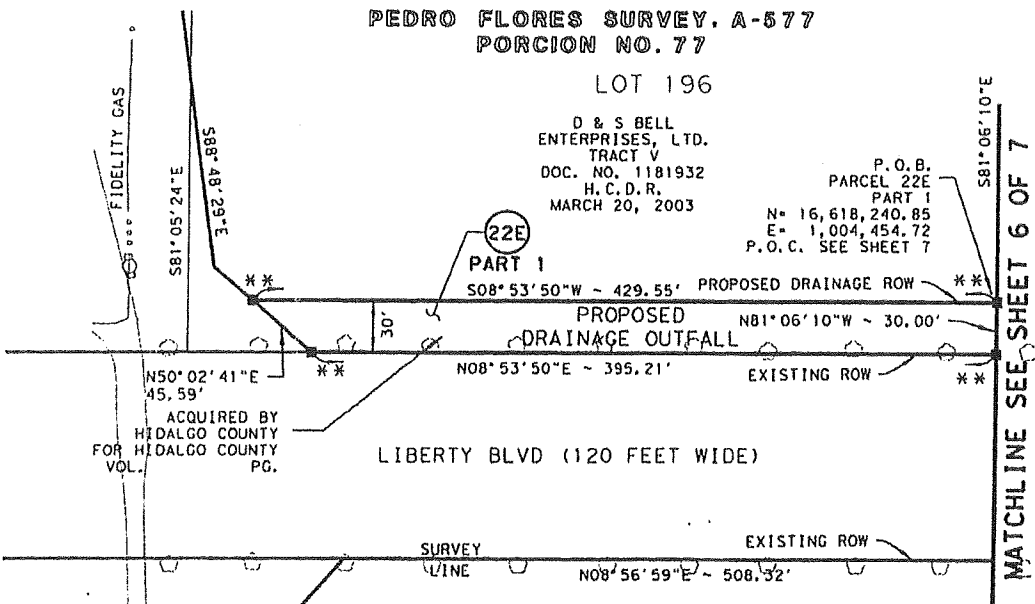 PEDRO FLORES SURVEY, A-577
PORCION NO. 77
LOT 196
D & S BELL
ENTERPRISES, LTD.
TRACT V
DOC. NO. 1181932
H.C.D.R.
MARCH 20, 2003
FIDELITY GAS
S81°05'24"E
S88°48'29"E
22E
PART 1
P.O.B.
PARCEL 22E
PART 1
N= 16,618,240.85
E= 1,004,454.72
P.O.C. SEE SHEET 7
S81°06'10"E
MATCHLINE SEE SHEET 6 OF 7
**
S08°53'50"W ~ 429.55'
PROPOSED DRAINAGE ROW
**
30'
PROPOSED
DRAINAGE OUTFALL
N81°06'10"W ~ 30.00'
N50°02'41"E
45.59'
**
N08°53'50"E ~ 395.21'
EXISTING ROW
**
ACQUIRED BY
HIDALGO COUNTY
FOR HIDALGO COUNTY
VOL. PG.
LIBERTY BLVD (120 FEET WIDE)
SURVEY
LINE
EXISTING ROW
N08°56'59"E ~ 508.32'